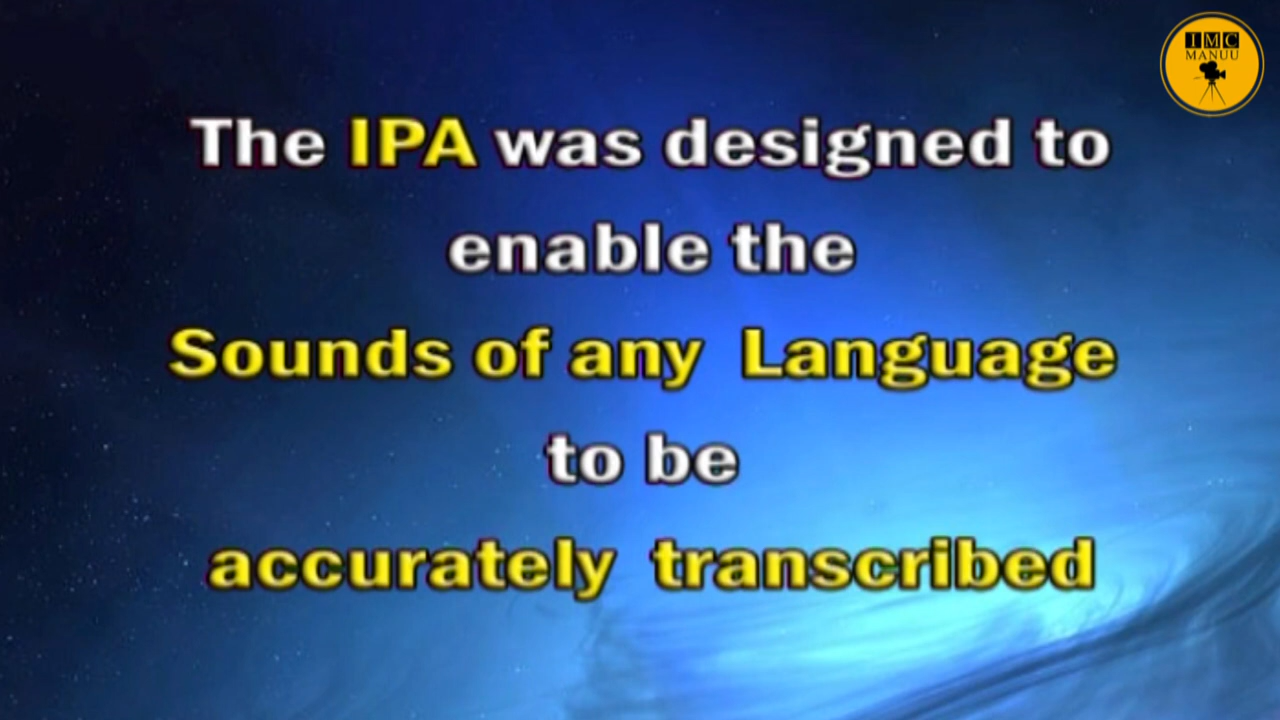 IMC
MANUU
The IPA was designed to
enable the
Sounds of any Language
to be
accurately transcribed